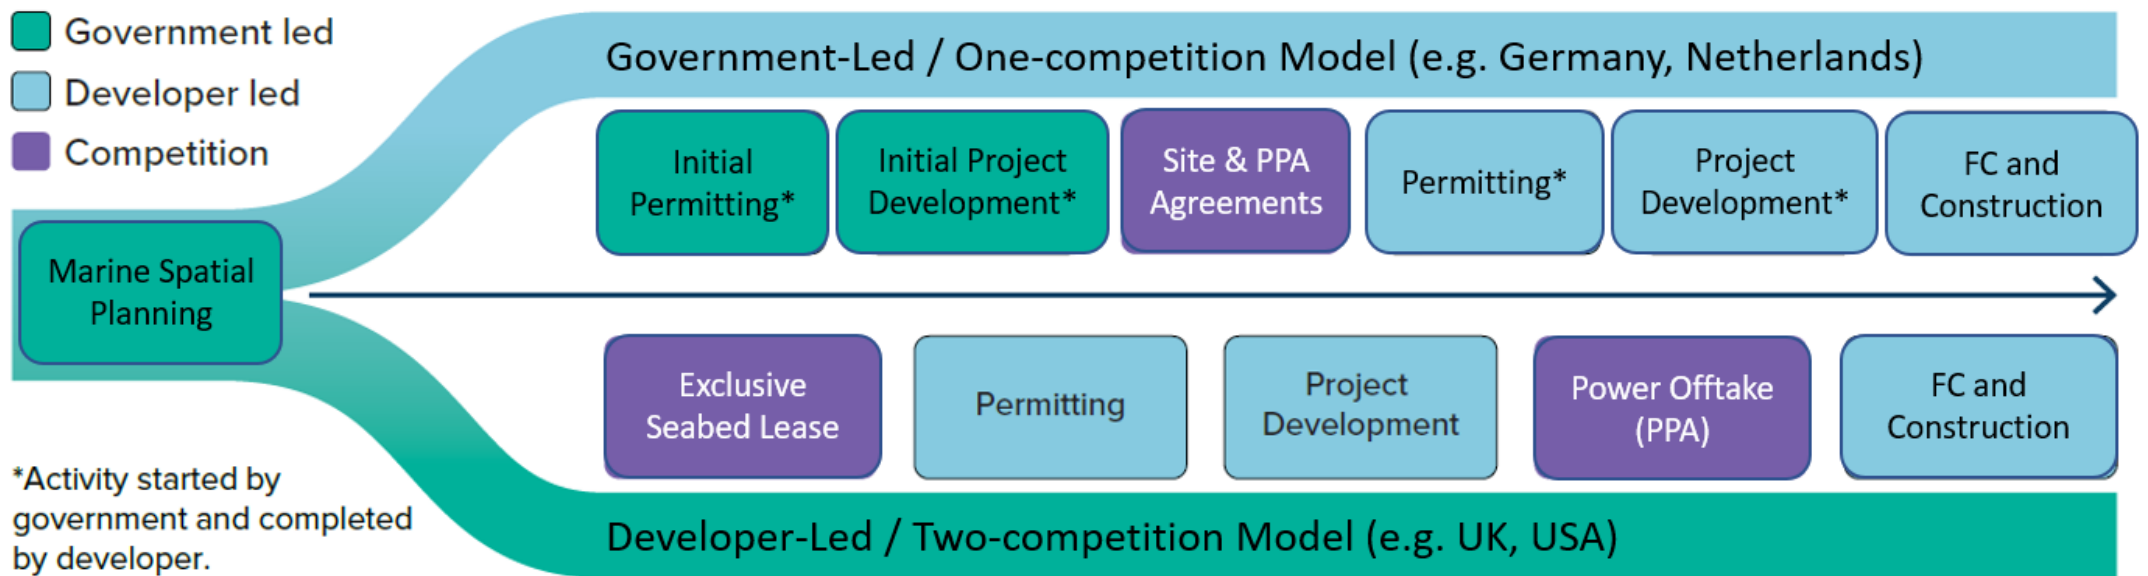 Government led
Developer led
Competition
Government-Led / One-competition Model (e.g. Germany, Netherlands)
Initial
Permitting*
Initial Project
Development*
Site & PPA
Agreements
Permitting*
Project
Development*
FC and
Construction
Marine Spatial
Planning
Exclusive
Seabed Lease
Permitting
Project
Development
Power Offtake
(PPA)
FC and
Construction
*Activity started by
government and completed
by developer.
Developer-Led / Two-competition Model (e.g. UK, USA)